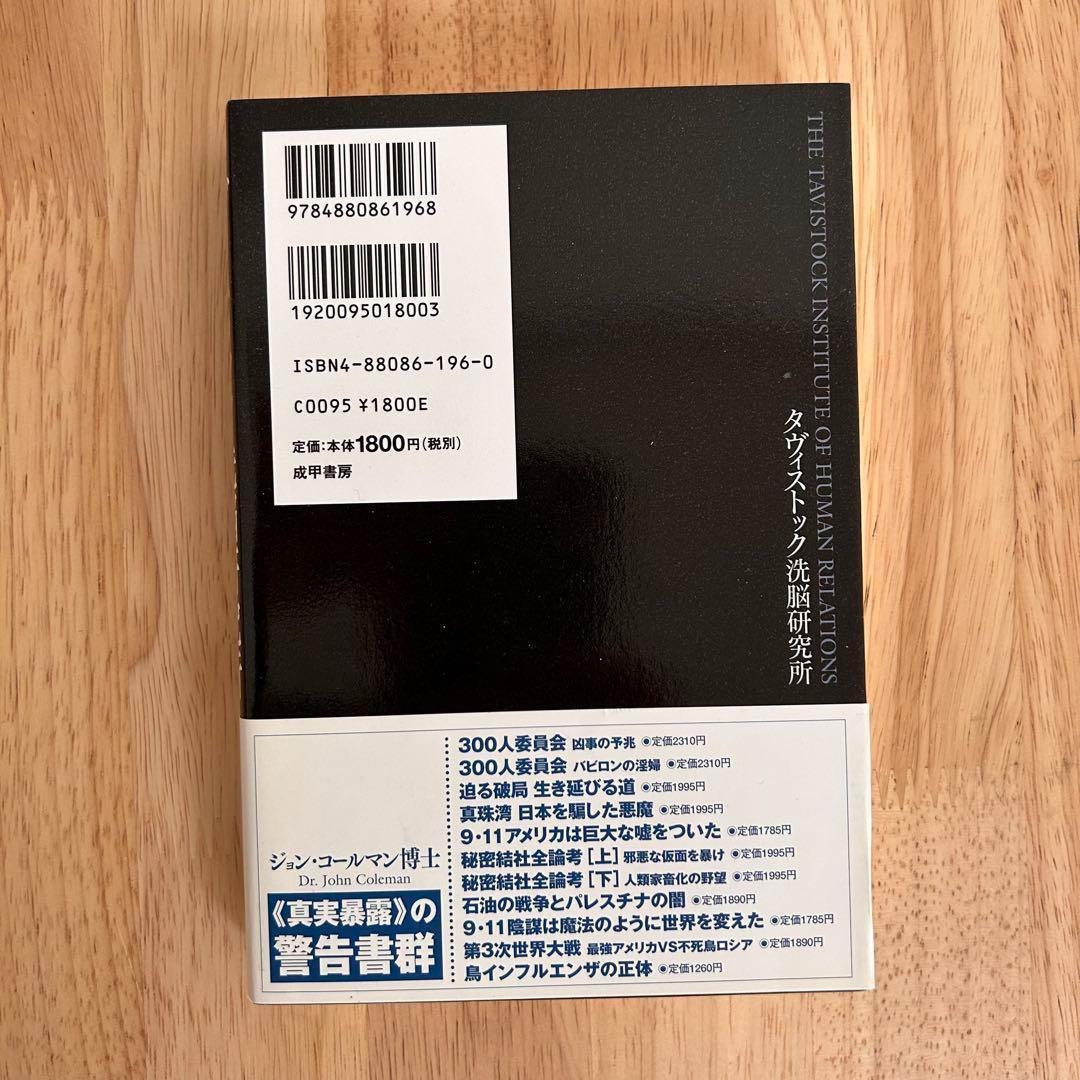 9784880861968
1920095018003
ISBN4-88086-196-0
C0095 ¥1800E
定価：本体1800円（税別）
成甲書房
THE TAVISTOCK INSTITUTE OF HUMAN RELATIONS
タヴィストック洗脳研究所
ジョン・コールマン博士
Dr. John Coleman
《真実暴露》の
警告書群
300人委員会 凶事の予兆 ◉定価2310円
300人委員会 バビロンの淫婦 ◉定価2310円
迫る破局 生き延びる道 ◉定価1995円
真珠湾 日本を騙した悪魔 ◉定価1995円
9・11アメリカは巨大な嘘をついた ◉定価1785円
秘密結社全論考［上］邪悪な仮面を暴け ◉定価1995円
秘密結社全論考［下］人類家畜化の野望 ◉定価1995円
石油の戦争とパレスチナの闇 ◉定価1890円
9・11陰謀は魔法のように世界を変えた ◉定価1785円
第3次世界大戦 最強アメリカVS不死鳥ロシア ◉定価1890円
鳥インフルエンザの正体 ◉定価1260円